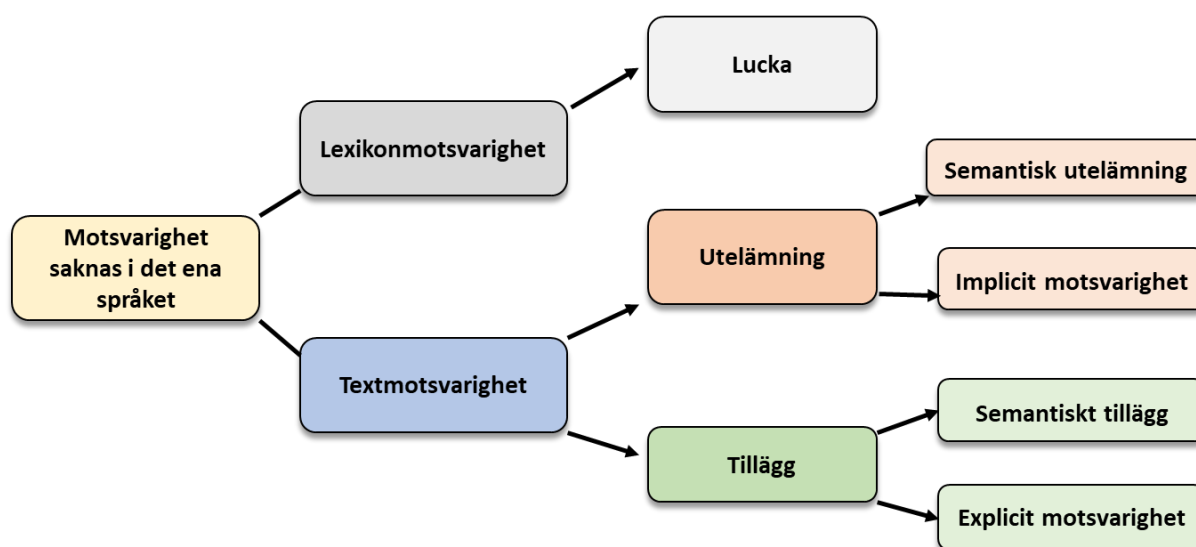 Motsvarighet
saknas i det ena
språket
Lexikonmotsvarighet
Lucka
Textmotsvarighet
Utelämning
Semantisk utelämning
Implicit motsvarighet
Tillägg
Semantiskt tillägg
Explicit motsvarighet